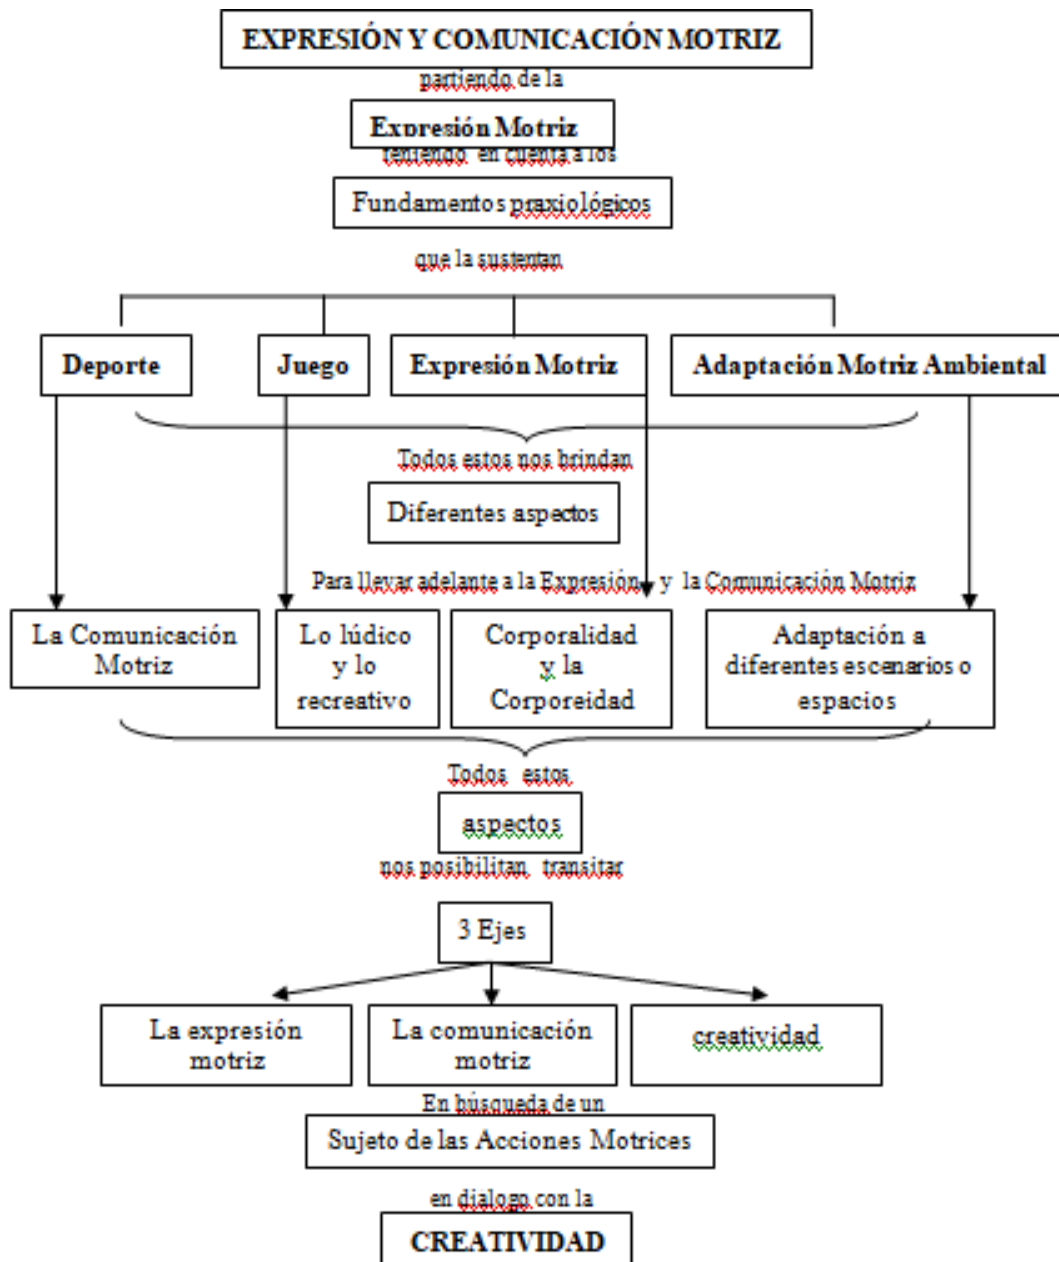 EXPRESIÓN Y COMUNICACIÓN MOTRIZ
partiendo de la
Expresión Motriz
teniendo en cuenta a los
Fundamentos praxiológicos
que la sustentan
Deporte
Juego
Expresión Motriz
Adaptación Motriz Ambiental
Todos estos nos brindan
Diferentes aspectos
Para llevar adelante a la Expresión y la Comunicación Motriz
La Comunicación
Motriz
Lo lúdico
y lo
recreativo
Corporalidad
y la
Corporeidad
Adaptación a
diferentes escenarios o
espacios
Todos estos
aspectos
nos posibilitan transitar
3 Ejes
La expresión
motriz
La comunicación
motriz
creatividad
En búsqueda de un
Sujeto de las Acciones Motrices
en dialogo con la
CREATIVIDAD